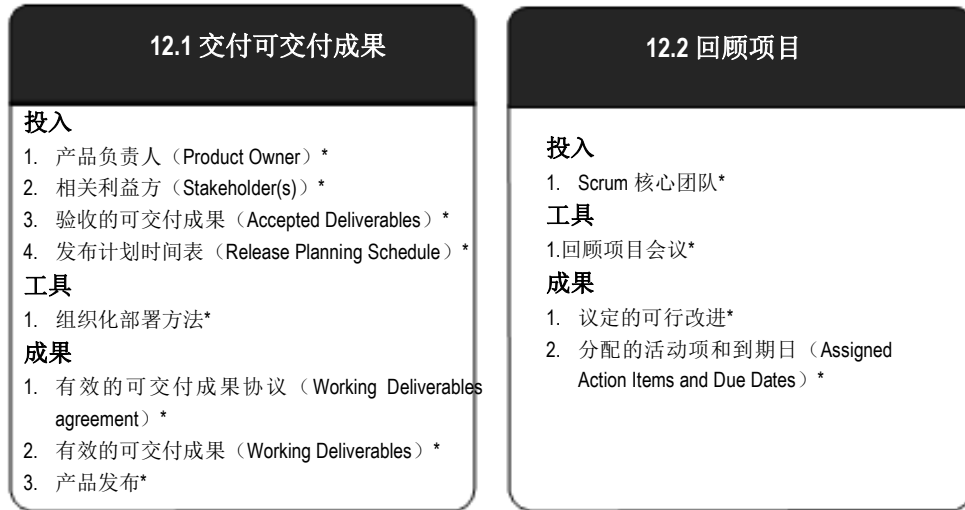 12.1 交付可交付成果
投入
1. 产品负责人（Product Owner）*
2. 相关利益方（Stakeholder(s)）*
3. 验收的可交付成果（Accepted Deliverables）*
4. 发布计划时间表（Release Planning Schedule）*
工具
1. 组织化部署方法*
成果
1. 有效的可交付成果协议（Working Deliverables
agreement）*
2. 有效的可交付成果（Working Deliverables）*
3. 产品发布*
12.2 回顾项目
投入
1. Scrum 核心团队*
工具
1.回顾项目会议*
成果
1. 议定的可行改进*
2. 分配的活动项和到期日（Assigned
Action Items and Due Dates）*